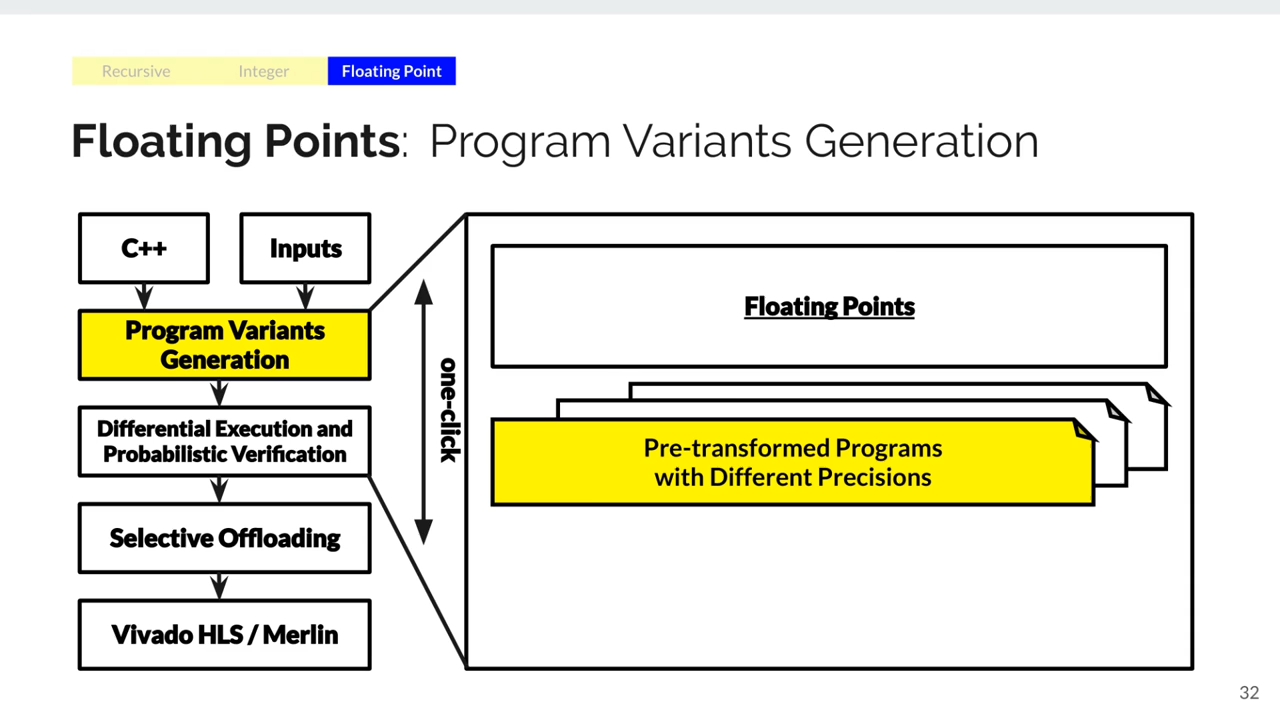 Recursive Integer Floating Point
Floating Points: Program Variants Generation
C++
Inputs
Program Variants
Generation
Differential Execution and
Probabilistic Verification
Selective Offloading
Vivado HLS / Merlin
one-click
Floating Points
Pre-transformed Programs
with Different Precisions
32